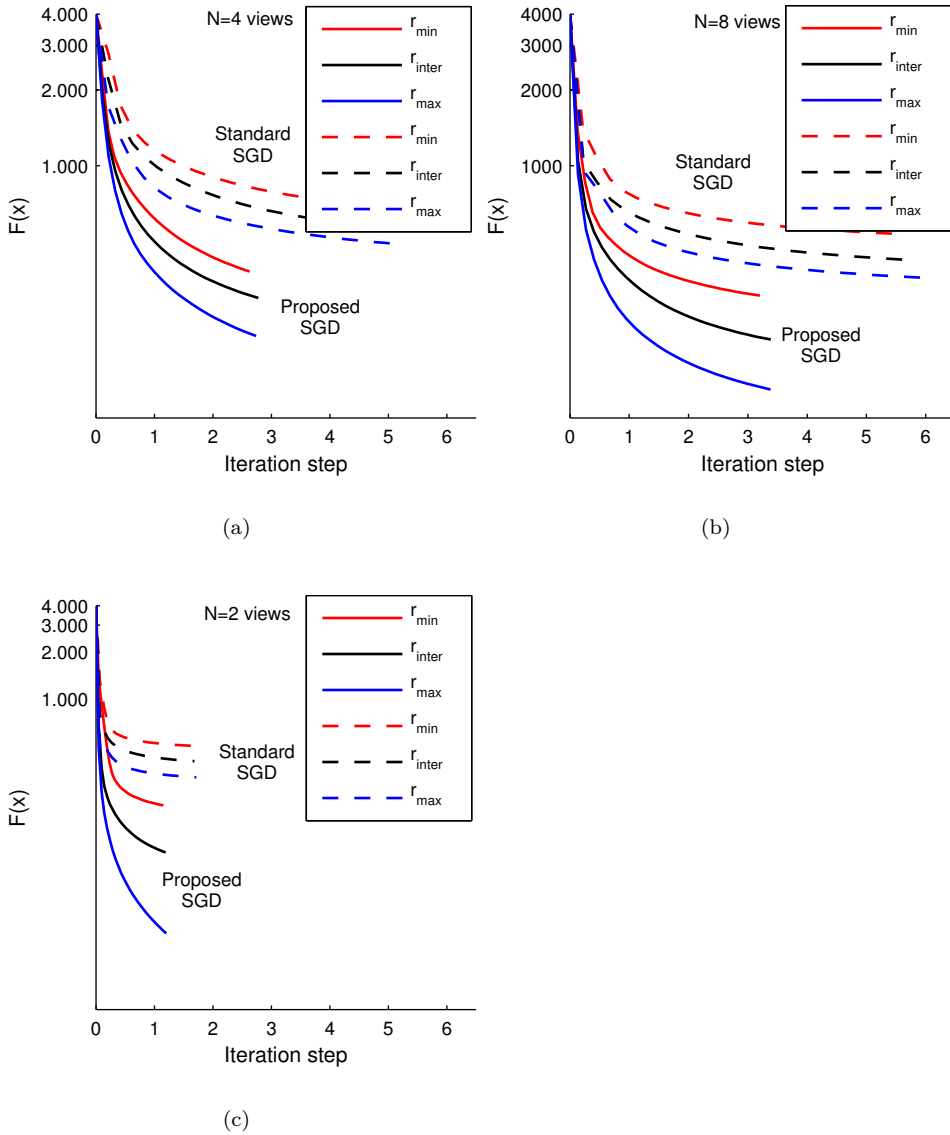 4.000
3.000
2.000
1.000
F(x)
N=4 views
r_min
r_inter
r_max
r_min
r_inter
r_max
Standard
SGD
Proposed
SGD
0 1 2 3 4 5 6
Iteration step
(a)
4.000
3000
2000
1000
F(x)
N=8 views
r_min
r_inter
r_max
r_min
r_inter
r_max
Standard
SGD
Proposed
SGD
0 1 2 3 4 5 6
Iteration step
(b)
4.000
3.000
2.000
1.000
F(x)
N=2 views
r_min
r_inter
r_max
r_min
r_inter
r_max
Standard
SGD
Proposed
SGD
0 1 2 3 4 5 6
Iteration step
(c)